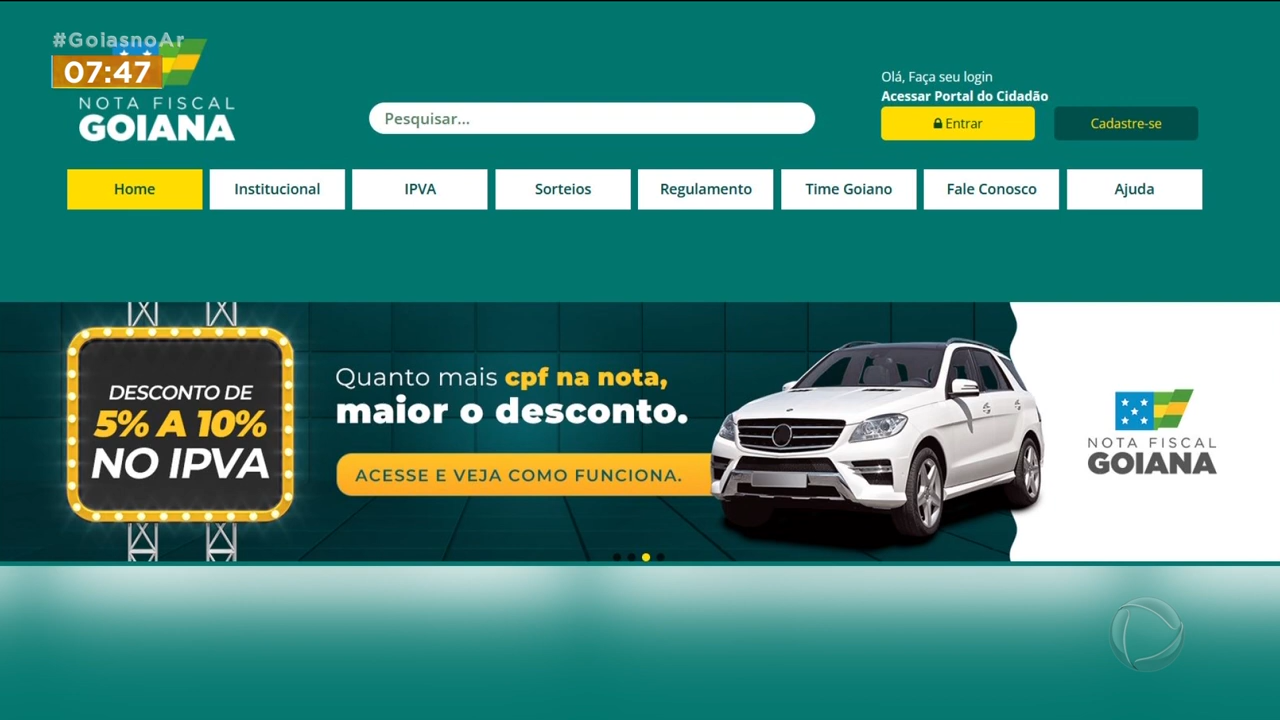 #GoiasnoAr
07:47
NOTA FISCAL
GOIANA
Pesquisar...
Olá, Faça seu login
Acessar Portal do Cidadão
Entrar
Cadastre-se
Home
Institucional
IPVA
Sorteios
Regulamento
Time Goiano
Fale Conosco
Ajuda
DESCONTO DE
5% A 10%
NO IPVA
Quanto mais cpf na nota,
maior o desconto.
ACESSE E VEJA COMO FUNCIONA.
NOTA FISCAL
GOIANA